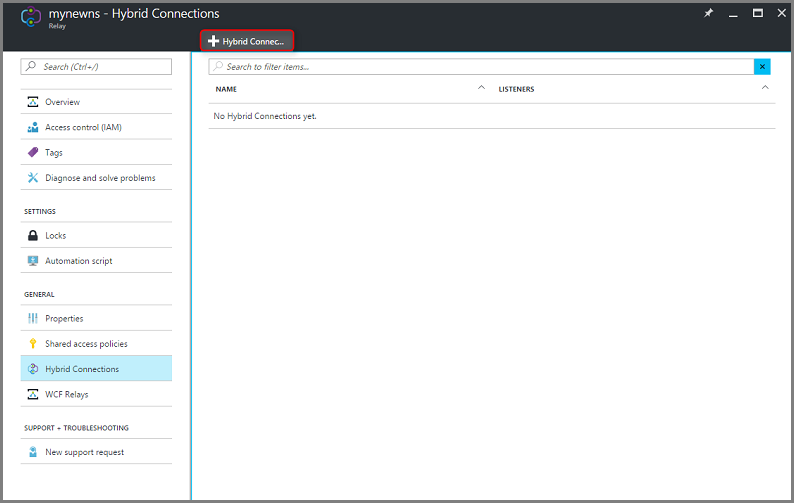 mynewns - Hybrid Connections
Relay
Hybrid Connec...
Search (Ctrl+/)
Overview
Access control (IAM)
Tags
Diagnose and solve problems
SETTINGS
Locks
Automation script
GENERAL
Properties
Shared access policies
Hybrid Connections
WCF Relays
SUPPORT + TROUBLESHOOTING
New support request
Search to filter items...
NAME LISTENERS
No Hybrid Connections yet.